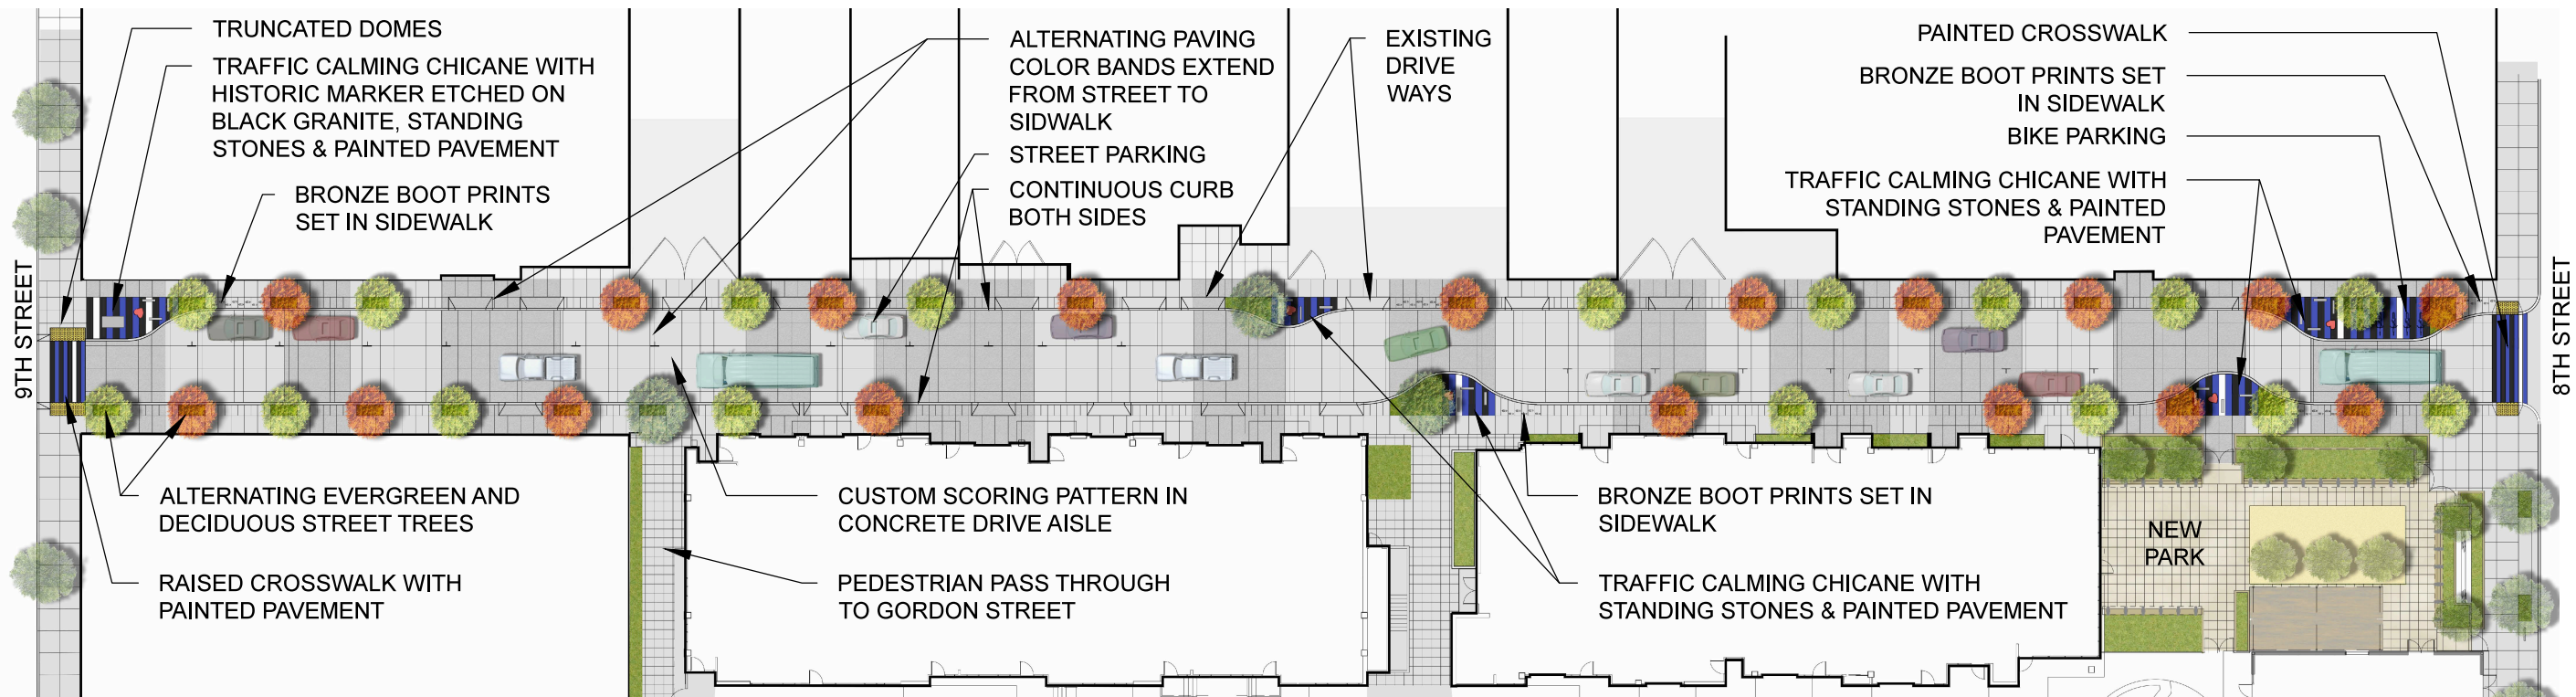 TRUNCATED DOMES
TRAFFIC CALMING CHICANE WITH
HISTORIC MARKER ETCHED ON
BLACK GRANITE, STANDING
STONES & PAINTED PAVEMENT
BRONZE BOOT PRINTS
SET IN SIDEWALK
ALTERNATING PAVING
COLOR BANDS EXTEND
FROM STREET TO
SIDWALK
STREET PARKING
CONTINUOUS CURB
BOTH SIDES
EXISTING
DRIVE
WAYS
PAINTED CROSSWALK
BRONZE BOOT PRINTS SET
IN SIDEWALK
BIKE PARKING
TRAFFIC CALMING CHICANE WITH
STANDING STONES & PAINTED
PAVEMENT
9TH STREET
8TH STREET
ALTERNATING EVERGREEN AND
DECIDUOUS STREET TREES
RAISED CROSSWALK WITH
PAINTED PAVEMENT
CUSTOM SCORING PATTERN IN
CONCRETE DRIVE AISLE
PEDESTRIAN PASS THROUGH
TO GORDON STREET
BRONZE BOOT PRINTS SET IN
SIDEWALK
TRAFFIC CALMING CHICANE WITH
STANDING STONES & PAINTED PAVEMENT
NEW
PARK